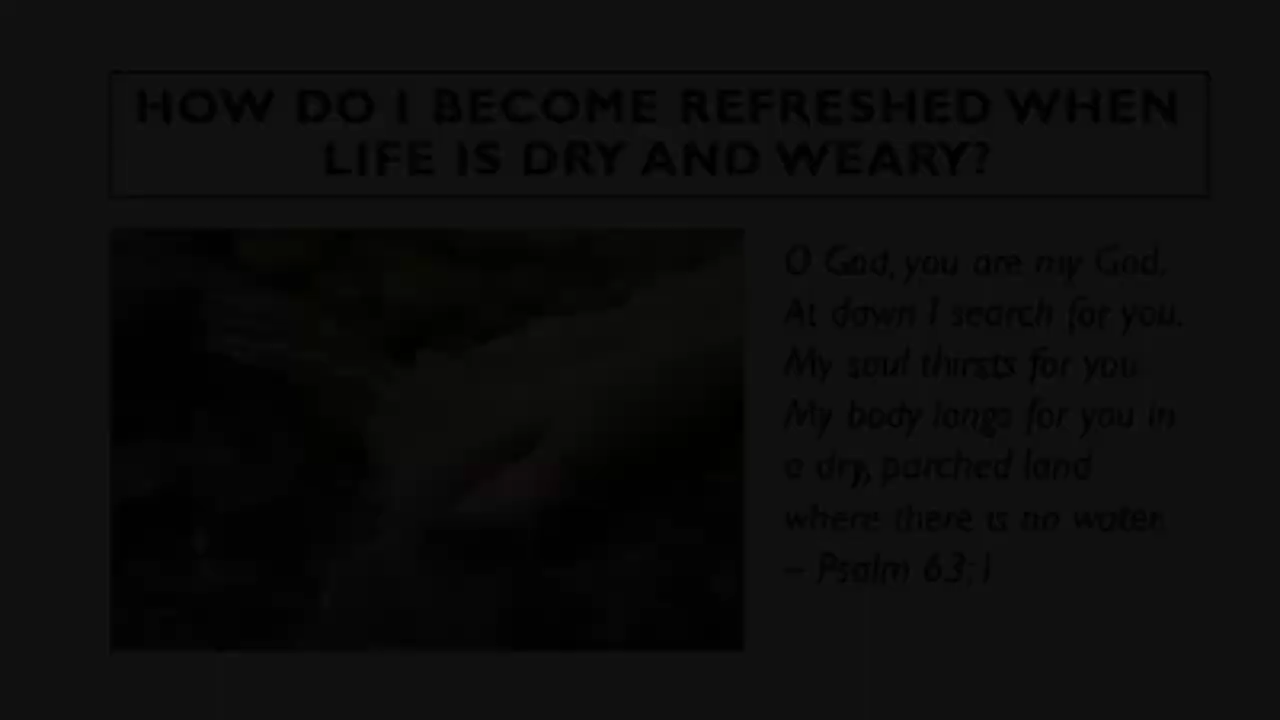 HOW DO I BECOME REFRESHED WHEN
LIFE IS DRY AND WEARY?
O God, you are my God.
At dawn I search for you.
My soul thirsts for you.
My body longs for you in
a dry, parched land
where there is no water.
– Psalm 63:1